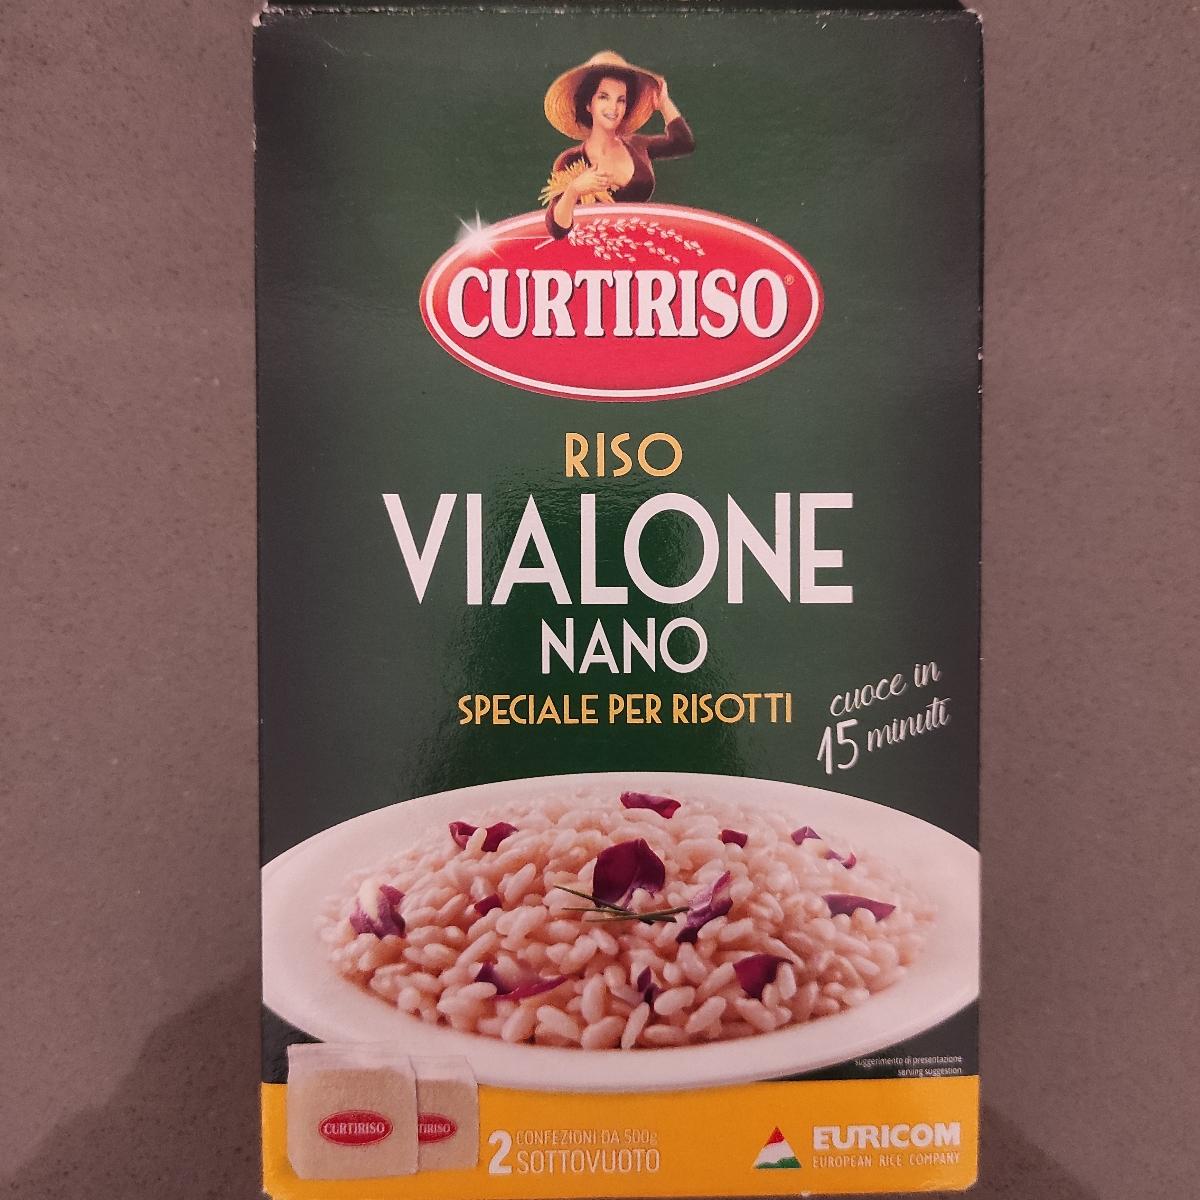 CURTIRISO®
RISO
VIALONE
NANO
SPECIALE PER RISOTTI
cuoce in
15 minuti
suggerimento di presentazione
serving suggestion
CURTIRISO
TIRISO
2 CONFEZIONI DA 500g
SOTTOVUOTO
EURICOM
EUROPEAN RICE COMPANY